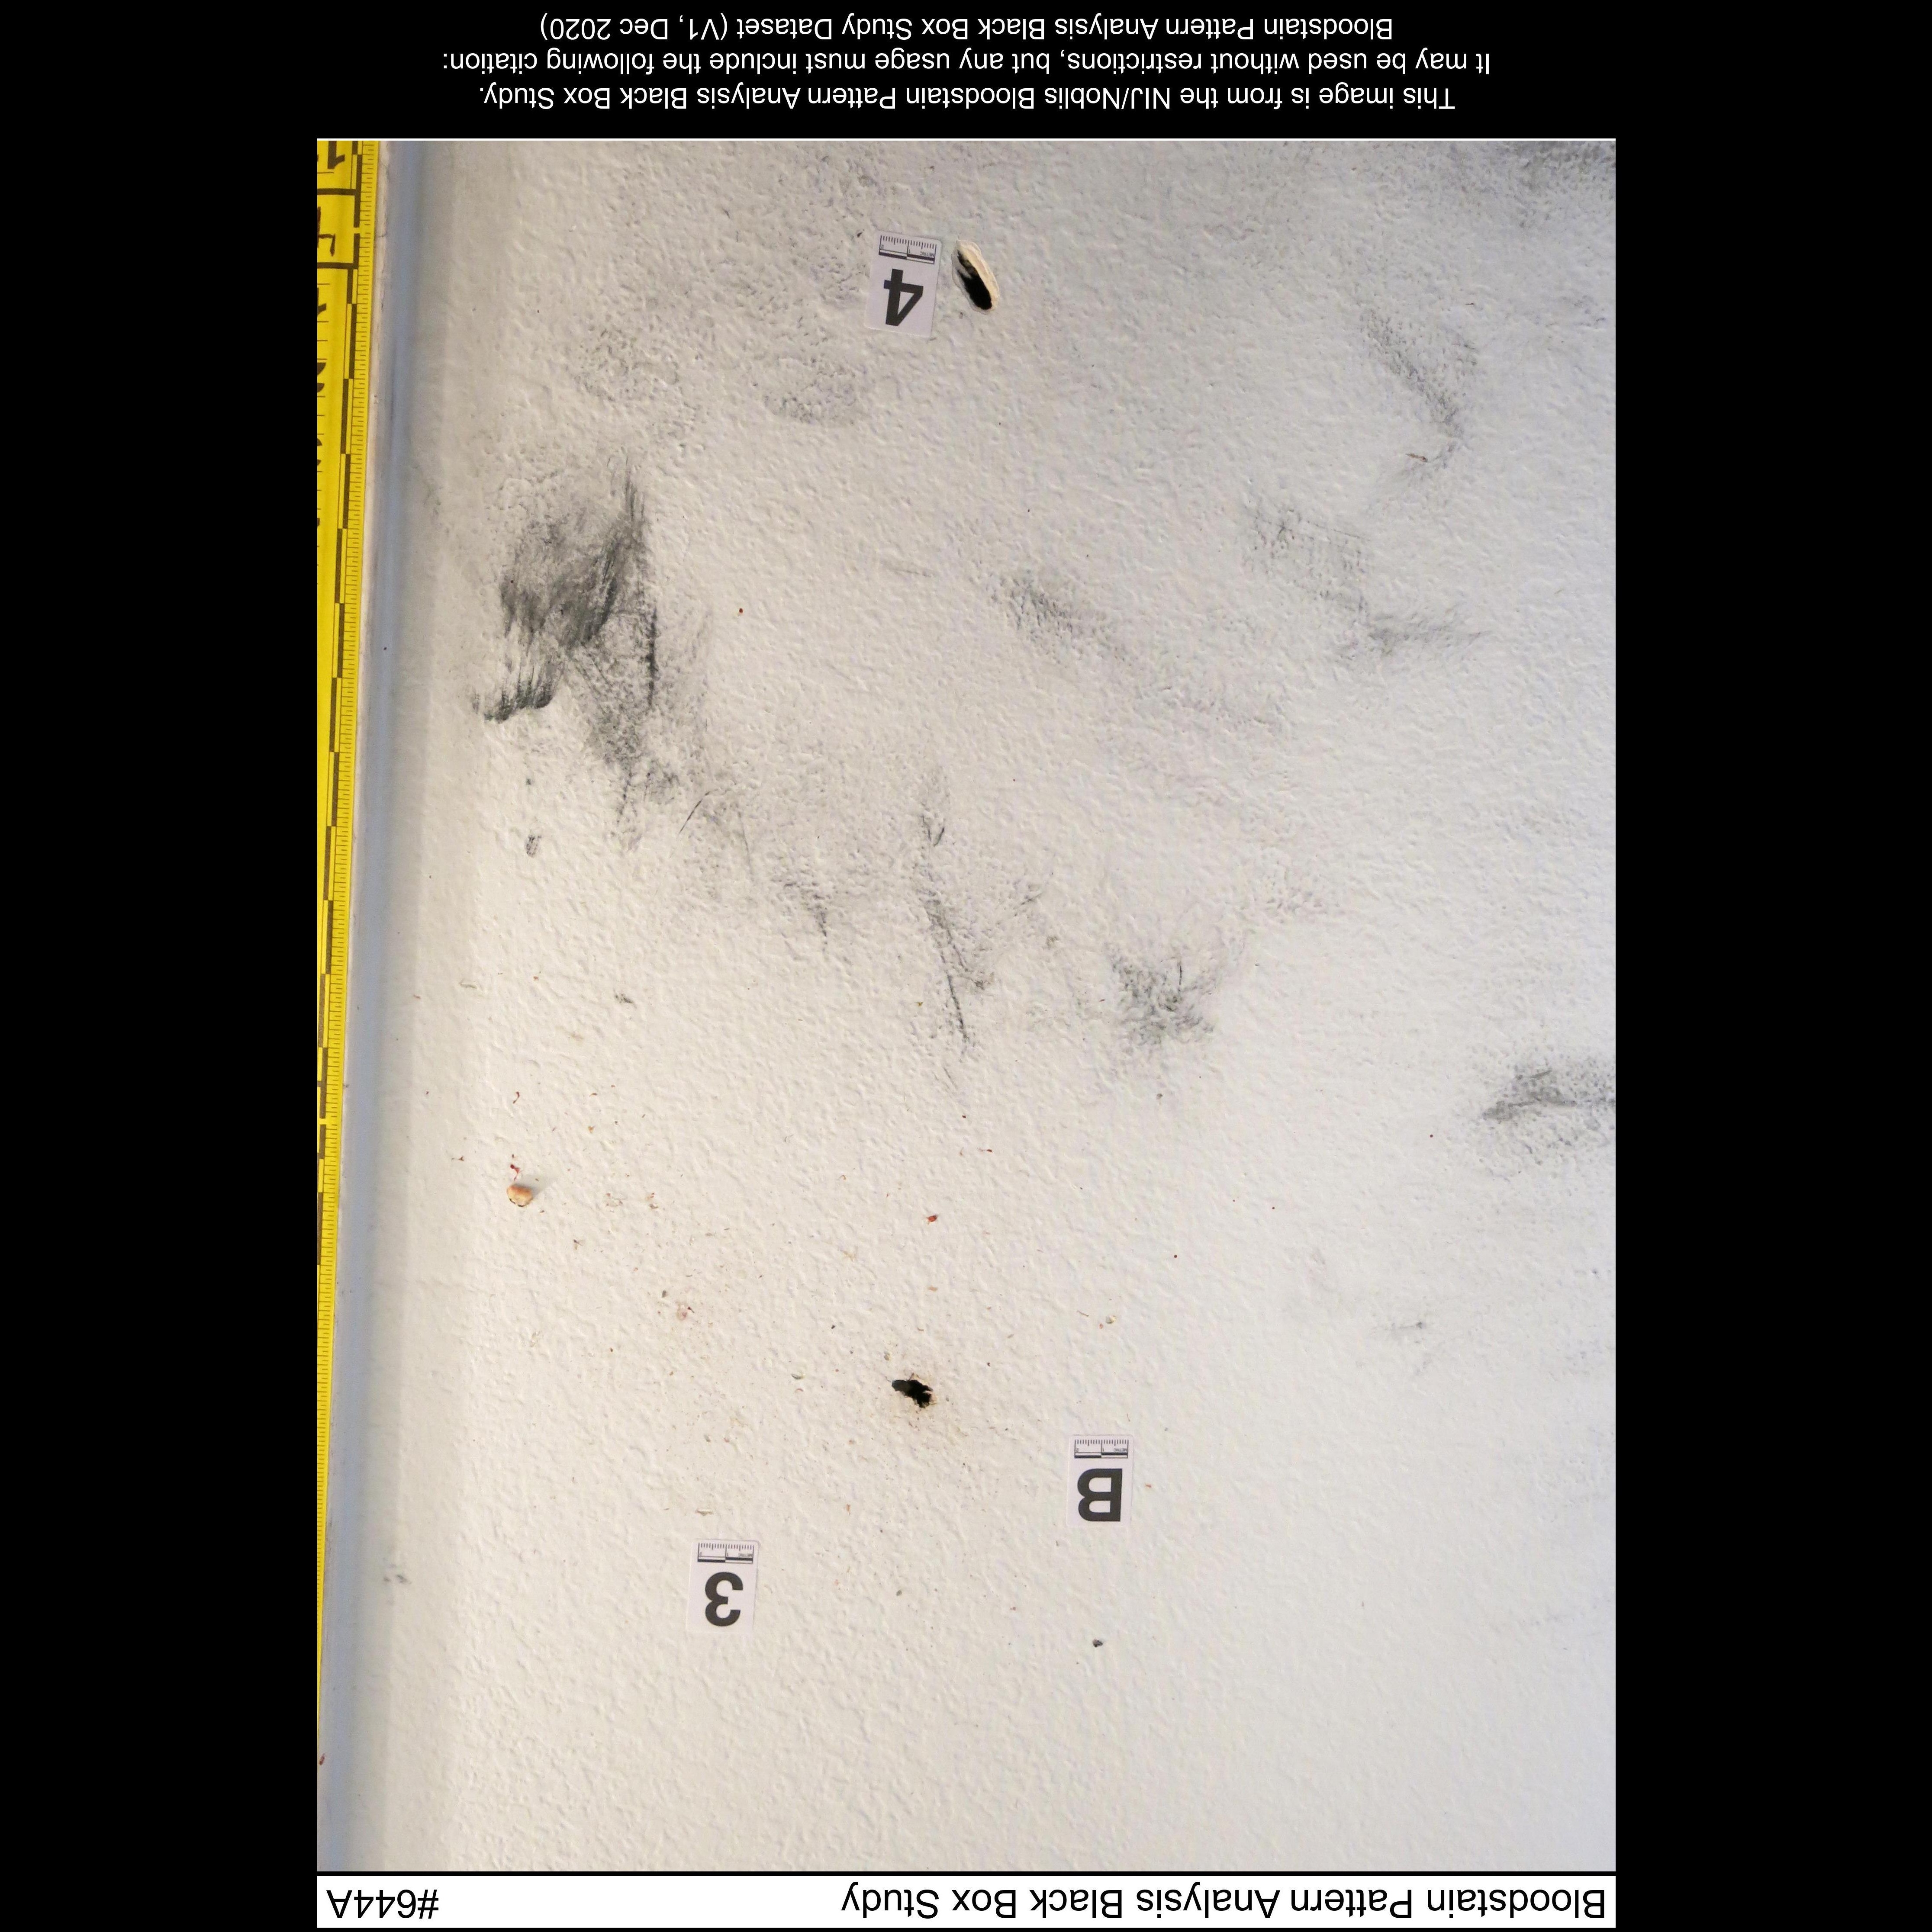 Bloodstain Pattern Analysis Black Box Study #644A
3
B
4
This image is from the NIJ/Noblis Bloodstain Pattern Analysis Black Box Study.
It may be used without restrictions, but any usage must include the following citation:
Bloodstain Pattern Analysis Black Box Study Dataset (V1, Dec 2020)